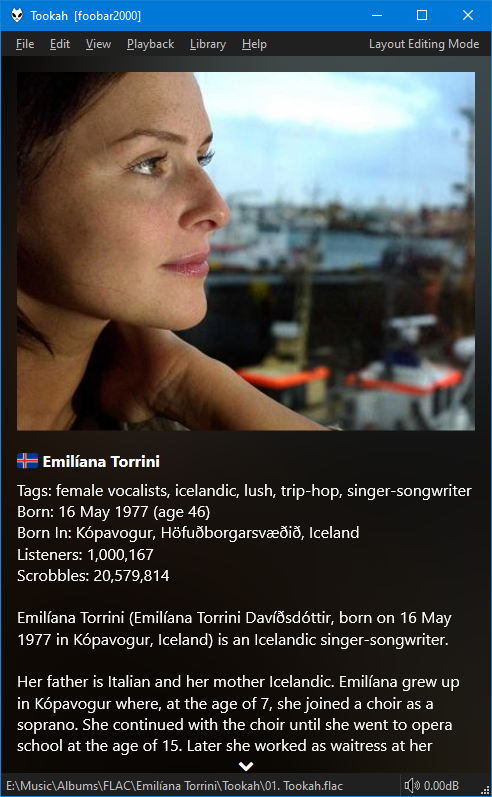 Tookah  [foobar2000]
File Edit View Playback Library Help Layout Editing Mode
Emilíana Torrini
Tags: female vocalists, icelandic, lush, trip-hop, singer-songwriter
Born: 16 May 1977 (age 46)
Born In: Kópavogur, Höfuðborgarsvæðið, Iceland
Listeners: 1,000,167
Scrobbles: 20,579,814
Emilíana Torrini (Emilíana Torrini Davíðsdóttir, born on 16 May
1977 in Kópavogur, Iceland) is an Icelandic singer-songwriter.
Her father is Italian and her mother Icelandic. Emilíana grew up
in Kópavogur where, at the age of 7, she joined a choir as a
soprano. She continued with the choir until she went to opera
school at the age of 15. Later she worked as waitress at her
E:\Music\Albums\FLAC\Emilíana Torrini\Tookah\01. Tookah.flac 0.00dB